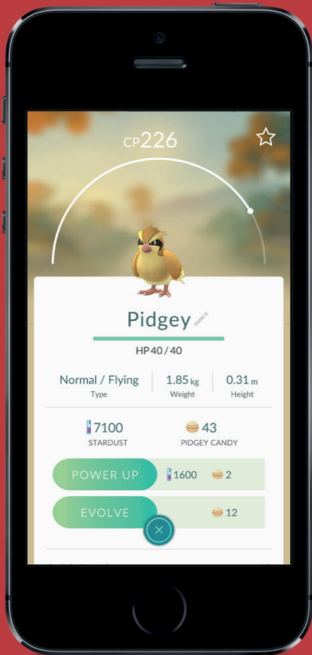 CP226
Pidgey
HP 40 / 40
Normal / Flying
Type
1.85 kg
Weight
0.31 m
Height
7100
STARDUST
43
PIDGEY CANDY
POWER UP 1600 2
EVOLVE 12